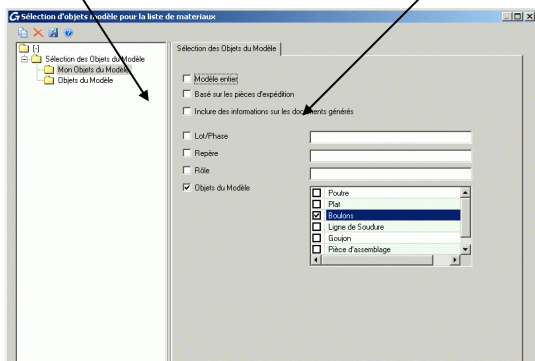 Sélection d'objets modèle pour la liste de materiaux
[-]
Sélection des Objets du Modèle
Mon Objets du Modèle
Objets du Modèle
Sélection des Objets du Modèle
Modèle entier
Basé sur les pièces d'expédition
Inclure des informations sur les documents générés
Lot/Phase
Repère
Rôle
Objets du Modèle
Poutre
Plat
Boulons
Ligne de Soudure
Goujon
Pièce d'assemblage